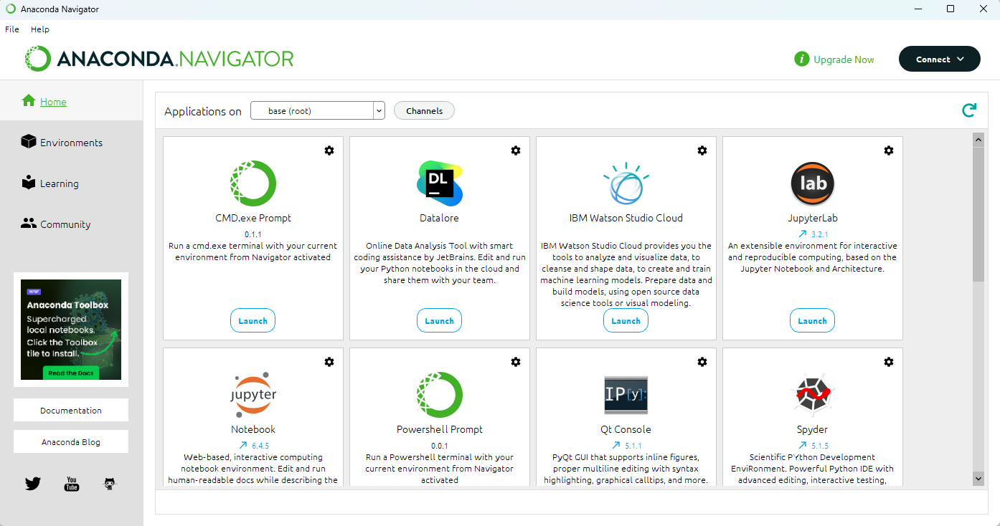 Anaconda Navigator
File Help
ANACONDA.NAVIGATOR
i Upgrade Now
Connect
Home
Environments
Learning
Community
NEW
Anaconda Toolbox
Supercharged
local notebooks.
Click the Toolbox
tile to install.
Read the Docs
Documentation
Anaconda Blog
You
Tube
Applications on base (root) Channels
CMD.exe Prompt
0.1.1
Run a cmd.exe terminal with your current
environment from Navigator activated
Launch
DL
Datalore
Online Data Analysis Tool with smart
coding assistance by JetBrains. Edit and run
your Python notebooks in the cloud and
share them with your team.
Launch
IBM Watson Studio Cloud
IBM Watson Studio Cloud provides you the
tools to analyze and visualize data, to
cleanse and shape data, to create and train
machine learning models. Prepare data and
build models, using open source data
science tools or visual modeling.
Launch
lab
JupyterLab
3.2.1
An extensible environment for interactive
and reproducible computing, based on the
Jupyter Notebook and Architecture.
Launch
jupyter
Notebook
6.4.5
Web-based, interactive computing
notebook environment. Edit and run
human-readable docs while describing the
Powershell Prompt
0.0.1
Run a Powershell terminal with your
current environment from Navigator
activated
IP[y]:
Qt Console
5.1.1
PyQt GUI that supports inline figures,
proper multiline editing with syntax
highlighting, graphical calltips, and more.
Spyder
5.1.5
Scientific PYthon Development
EnviRonment. Powerful Python IDE with
advanced editing, interactive testing,